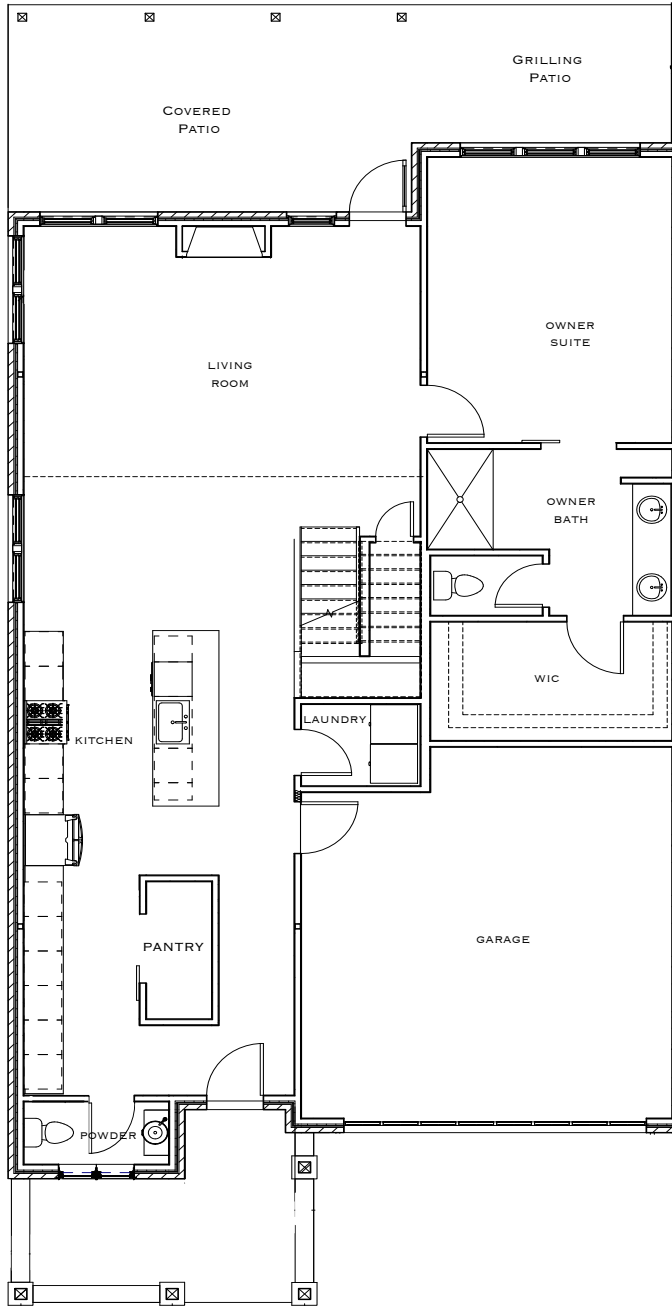 GRILLING
PATIO
COVERED
PATIO
OWNER
SUITE
LIVING
ROOM
OWNER
BATH
WIC
LAUNDRY
KITCHEN
PANTRY
GARAGE
POWDER